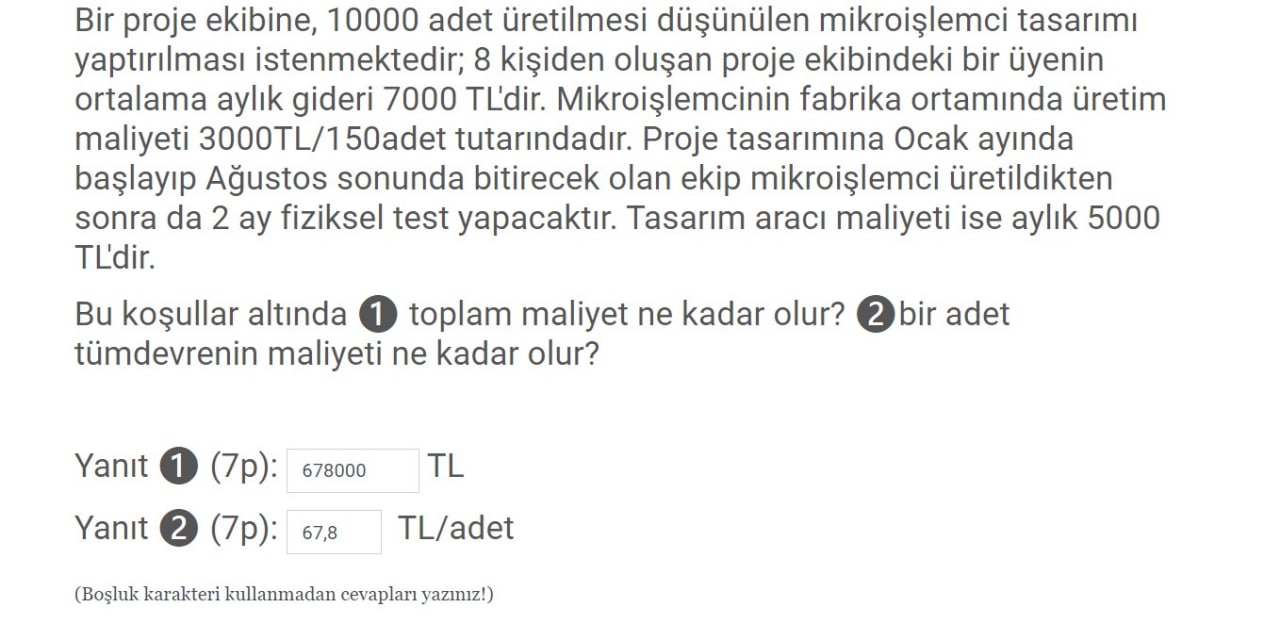 Bir proje ekibine, 10000 adet üretilmesi düşünülen mikroişlemci tasarımı
yaptırılması istenmektedir; 8 kişiden oluşan proje ekibindeki bir üyenin
ortalama aylık gideri 7000 TL'dir. Mikroişlemcinin fabrika ortamında üretim
maliyeti 3000TL/150adet tutarındadır. Proje tasarımına Ocak ayında
başlayıp Ağustos sonunda bitirecek olan ekip mikroişlemci üretildikten
sonra da 2 ay fiziksel test yapacaktır. Tasarım aracı maliyeti ise aylık 5000
TL'dir.
Bu koşullar altında ❶ toplam maliyet ne kadar olur? ❷bir adet
tümdevrenin maliyeti ne kadar olur?
Yanıt ❶ (7p): 678000 TL
Yanıt ❷ (7p): 67,8 TL/adet
(Boşluk karakteri kullanmadan cevapları yazınız!)